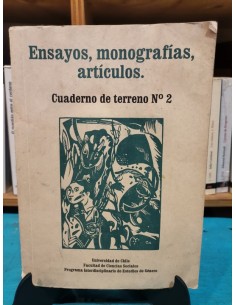 Ensayos, monografías,
artículos.
Cuaderno de terreno Nº 2
Universidad de Chile
Facultad de Ciencias Sociales
Programa Interdisciplinario de Estudios de Género